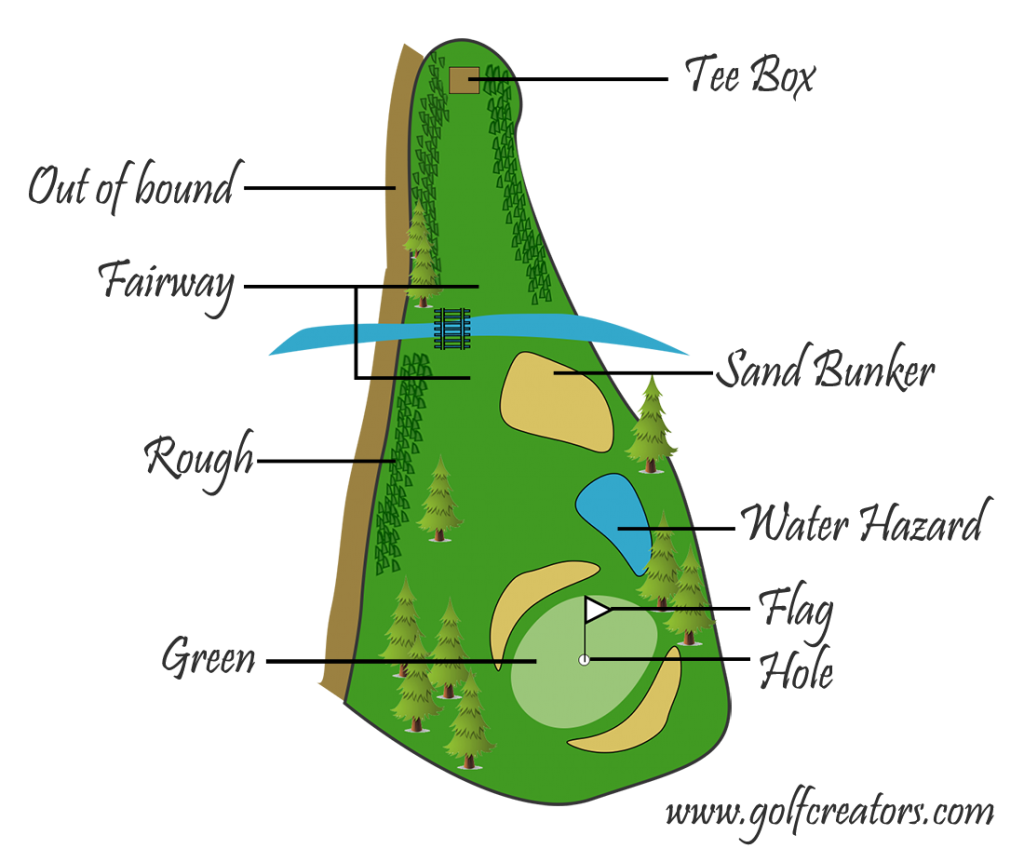 Tee Box
Out of bound
Fairway
Sand Bunker
Rough
Water Hazard
Flag
Green
Hole
www.golfcreators.com